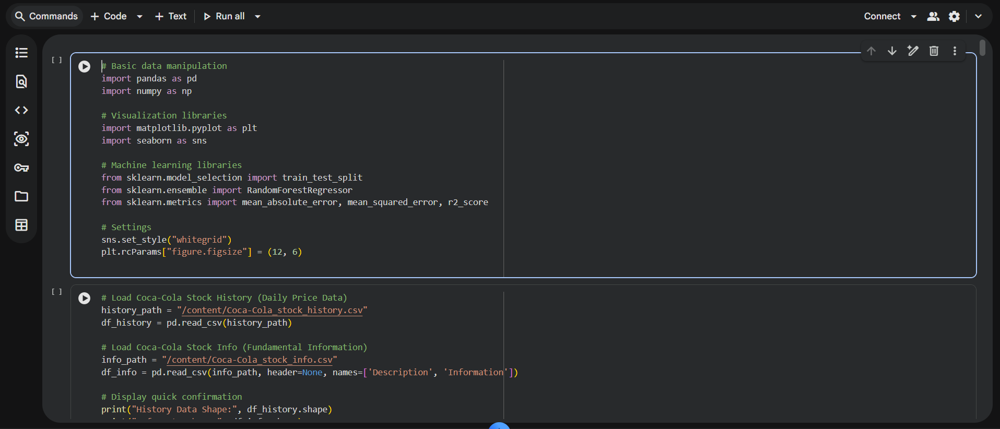 Commands + Code + Text Run all Connect
[ ]
# Basic data manipulation
import pandas as pd
import numpy as np
# Visualization libraries
import matplotlib.pyplot as plt
import seaborn as sns
# Machine learning libraries
from sklearn.model_selection import train_test_split
from sklearn.ensemble import RandomForestRegressor
from sklearn.metrics import mean_absolute_error, mean_squared_error, r2_score
# Settings
sns.set_style("whitegrid")
plt.rcParams["figure.figsize"] = (12, 6)
[ ]
# Load Coca-Cola Stock History (Daily Price Data)
history_path = "/content/Coca-Cola_stock_history.csv"
df_history = pd.read_csv(history_path)
# Load Coca-Cola Stock Info (Fundamental Information)
info_path = "/content/Coca-Cola_stock_info.csv"
df_info = pd.read_csv(info_path, header=None, names=['Description', 'Information'])
# Display quick confirmation
print("History Data Shape:", df_history.shape)